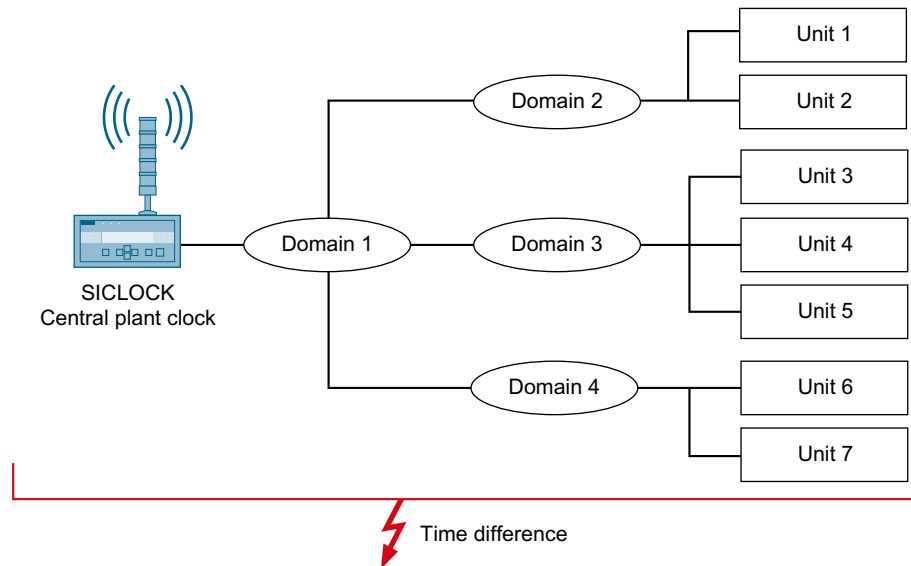 Unit 1
Domain 2
Unit 2
Unit 3
Domain 1
Domain 3
Unit 4
SICLOCK
Central plant clock
Unit 5
Domain 4
Unit 6
Unit 7
Time difference